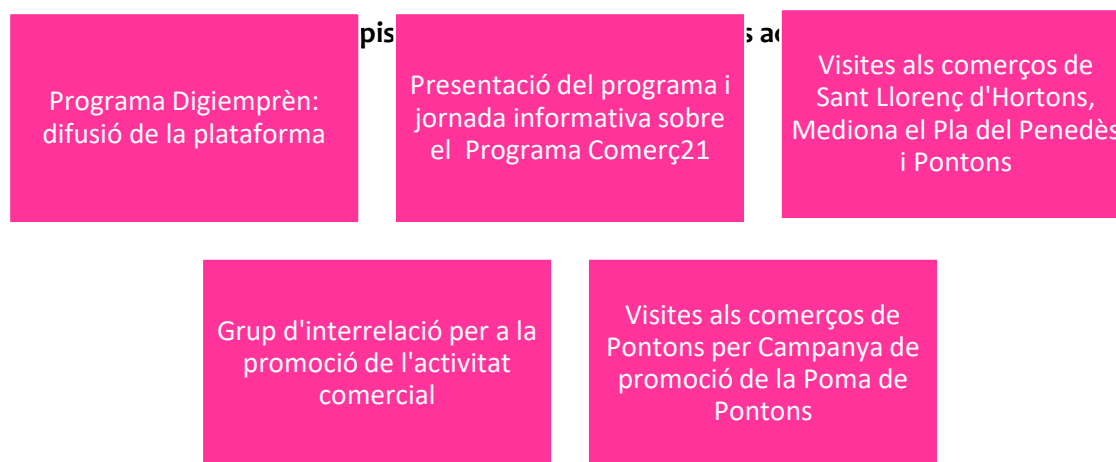 Programa Digiemprèn:
difusió de la plataforma
Presentació del programa i
jornada informativa sobre
el Programa Comerç21
Visites als comerços de
Sant Llorenç d'Hortons,
Mediona el Pla del Penedès
i Pontons
Grup d'interrelació per a la
promoció de l'activitat
comercial
Visites als comerços de
Pontons per Campanya de
promoció de la Poma de
Pontons